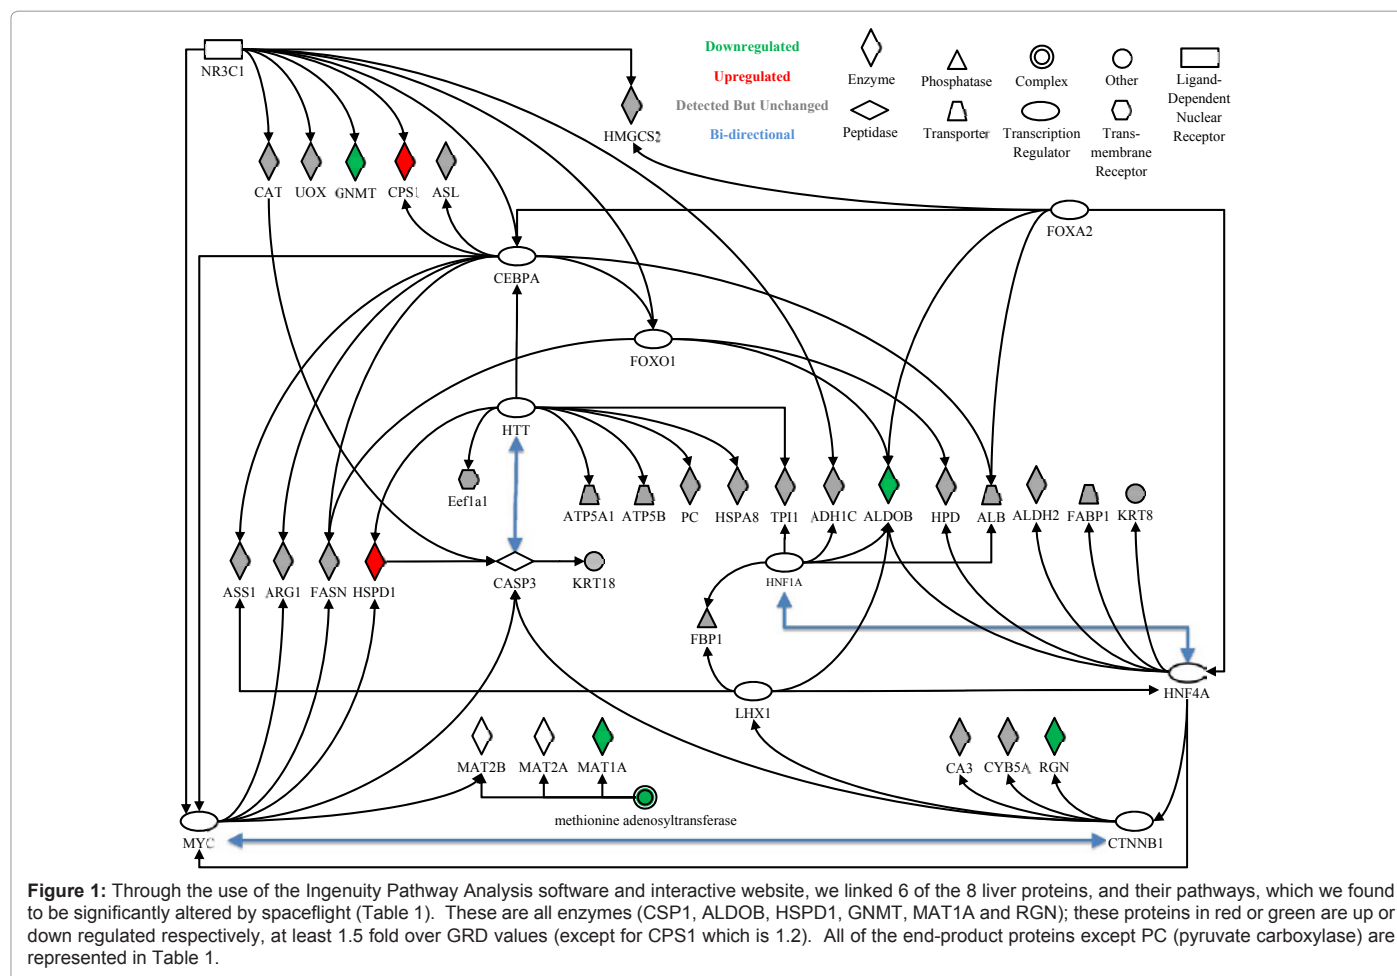 NR3C1
Downregulated
Upregulated
Detected But Unchanged
Bi-directional
Enzyme
Phosphatase
Complex
Other
Ligand-
Dependent
Nuclear
Receptor
Peptidase
Transporter
Transcription
Regulator
Trans-
membrane
Receptor
HMGCS2
CAT
UOX
GNMT
CPS1
ASL
FOXA2
CEBPA
FOXO1
HTT
Eef1a1
ATP5A1
ATP5B
PC
HSPA8
TPI1
ADH1C
ALDOB
HPD
ALB
ALDH2
FABP1
KRT8
ASS1
ARG1
FASN
HSPD1
CASP3
KRT18
HNF1A
FBP1
LHX1
HNF4A
MAT2B
MAT2A
MAT1A
CA3
CYB5A
RGN
methionine adenosyltransferase
MYC
CTNNB1
Figure 1: Through the use of the Ingenuity Pathway Analysis software and interactive website, we linked 6 of the 8 liver proteins, and their pathways, which we found
to be significantly altered by spaceflight (Table 1). These are all enzymes (CSP1, ALDOB, HSPD1, GNMT, MAT1A and RGN); these proteins in red or green are up or
down regulated respectively, at least 1.5 fold over GRD values (except for CPS1 which is 1.2). All of the end-product proteins except PC (pyruvate carboxylase) are
represented in Table 1.